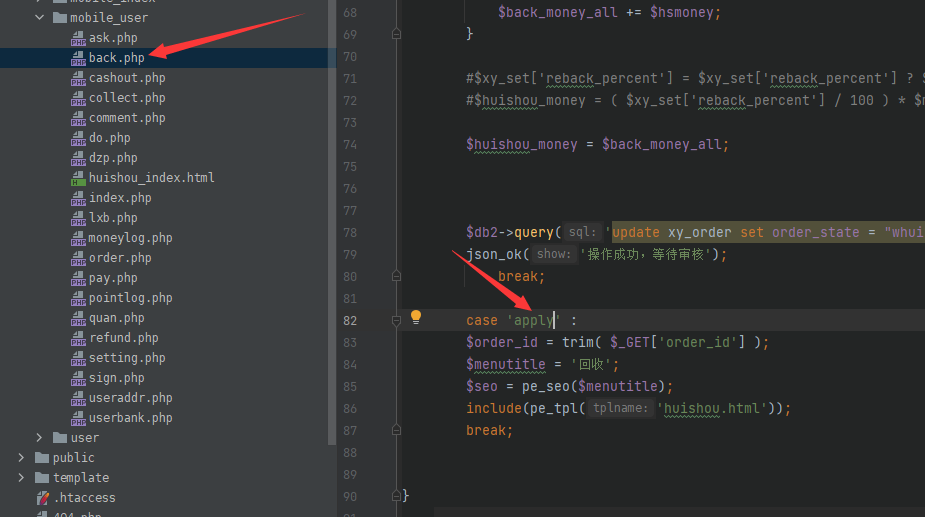 mobile_index
mobile_user
ask.php
back.php
cashout.php
collect.php
comment.php
do.php
dzp.php
huishou_index.html
index.php
lxb.php
moneylog.php
order.php
pay.php
pointlog.php
quan.php
refund.php
setting.php
sign.php
useraddr.php
userbank.php
user
public
template
.htaccess
404.php
68 $back_money_all += $hsmoney;
69 }
70
71 #$xy_set['reback_percent'] = $xy_set['reback_percent'] ?
72 #$huishou_money = ( $xy_set['reback_percent'] / 100 ) *
73
74 $huishou_money = $back_money_all;
75
76
77
78 $db2->query( sql: 'update xy_order set order_state = "whui
79 json_ok( show: '操作成功，等待审核');
80 break;
81
82 case 'apply' :
83 $order_id = trim( $_GET['order_id'] );
84 $menutitle = '回收';
85 $seo = pe_seo($menutitle);
86 include(pe_tpl( tplname: 'huishou.html'));
87 break;
88
89
90 }
91